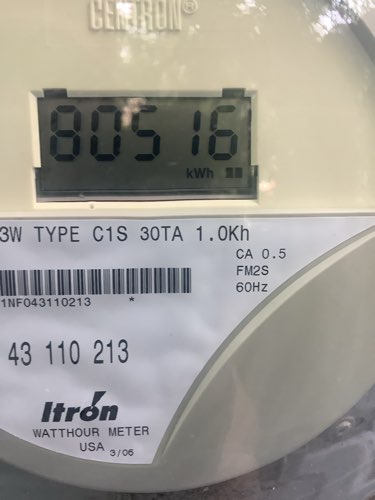 CENTRON®
80516
kWh
3W TYPE C1S 30TA 1.0Kh
CA 0.5
FM2S
60Hz
1NF043110213 *
43 110 213
Itrón
WATTHOUR METER
USA 3/06